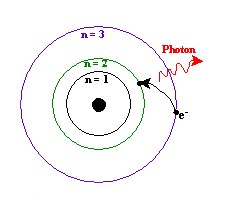 n = 3
Photon
n = 2
n = 1
e-